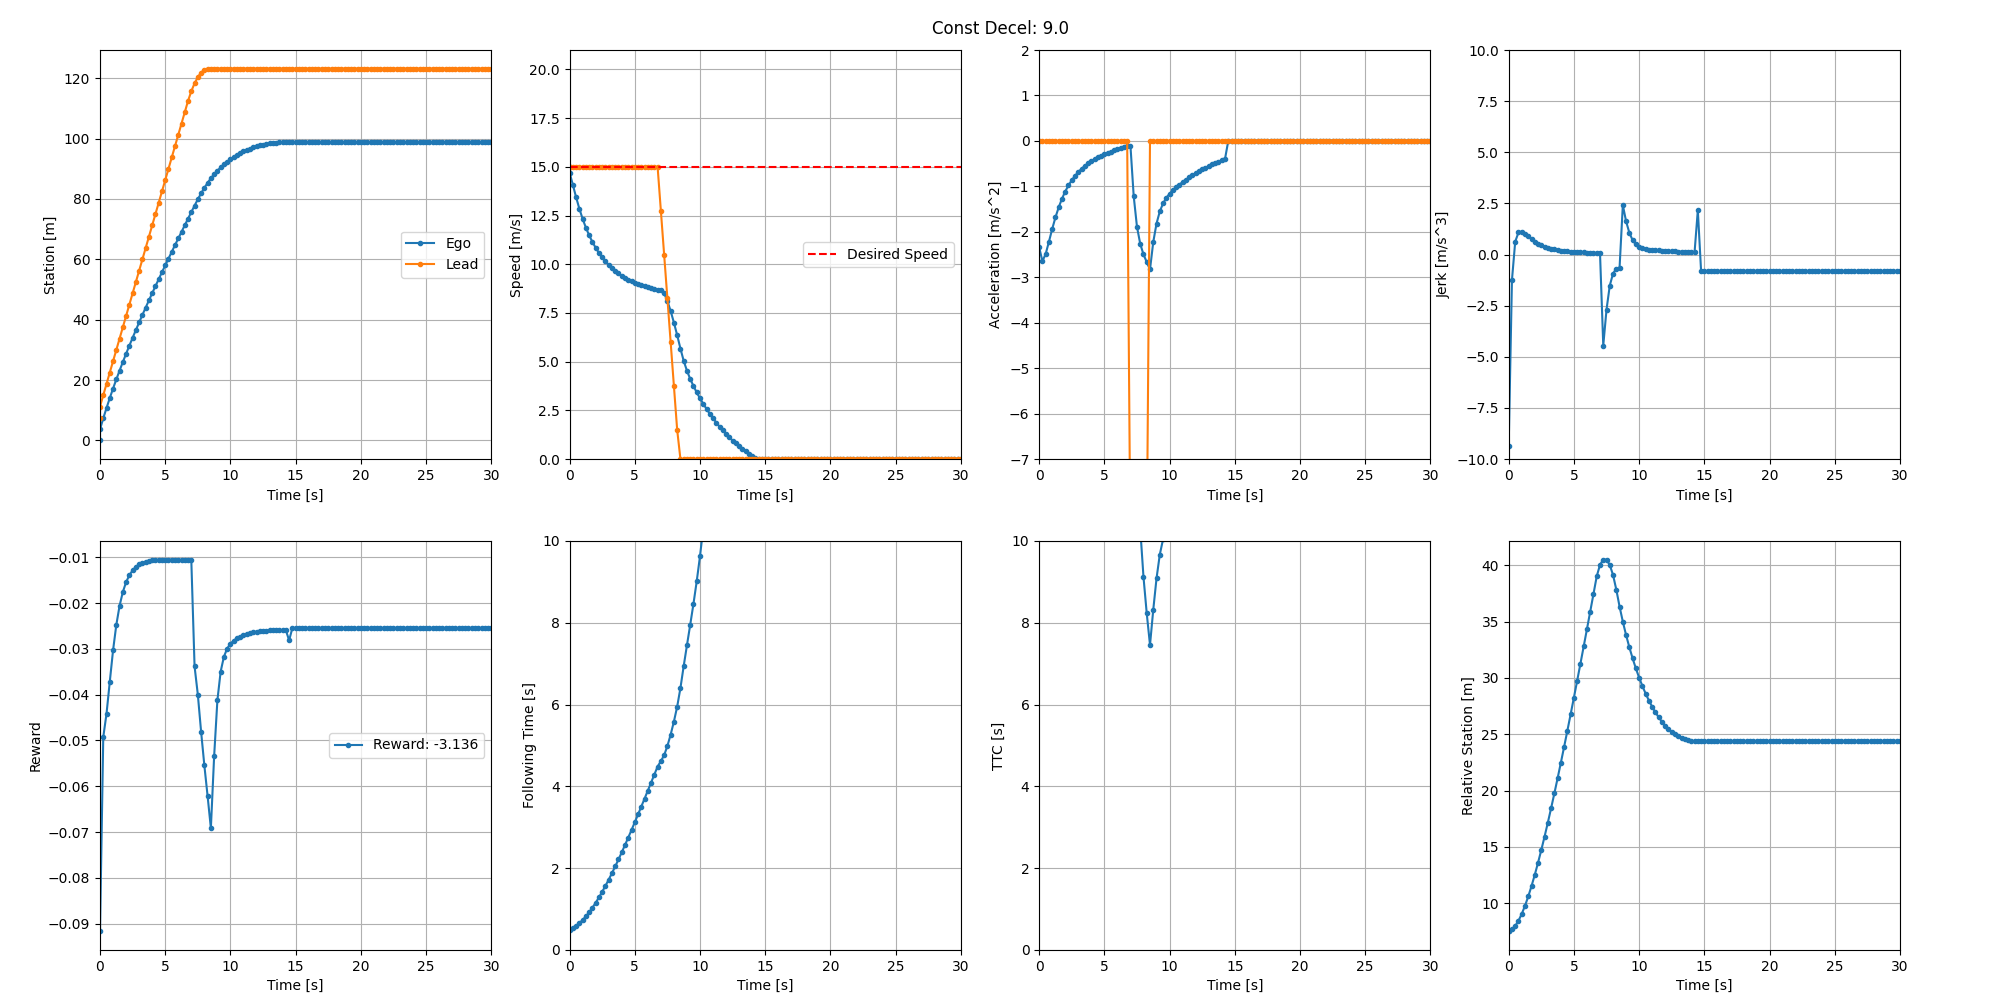 Const Decel: 9.0
Station [m]
120
100
80
60
40
20
0
Ego
Lead
0 5 10 15 20 25 30
Time [s]
Speed [m/s]
20.0
17.5
15.0
12.5
10.0
7.5
5.0
2.5
0.0
Desired Speed
0 5 10 15 20 25 30
Time [s]
Acceleration [m/s^2]
2
1
0
−1
−2
−3
−4
−5
−6
−7
0 5 10 15 20 25 30
Time [s]
Jerk [m/s^3]
10.0
7.5
5.0
2.5
0.0
−2.5
−5.0
−7.5
−10.0
0 5 10 15 20 25 30
Time [s]
Reward
−0.01
−0.02
−0.03
−0.04
−0.05
−0.06
−0.07
−0.08
−0.09
Reward: -3.136
0 5 10 15 20 25 30
Time [s]
Following Time [s]
10
8
6
4
2
0
0 5 10 15 20 25 30
Time [s]
TTC [s]
10
8
6
4
2
0
0 5 10 15 20 25 30
Time [s]
Relative Station [m]
40
35
30
25
20
15
10
0 5 10 15 20 25 30
Time [s]